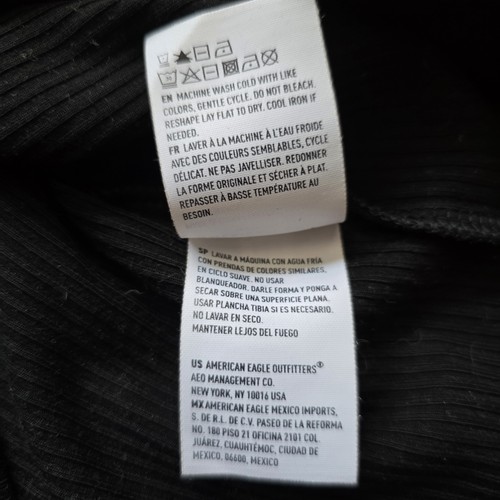 EN MACHINE WASH COLD WITH LIKE
COLORS, GENTLE CYCLE. DO NOT BLEACH.
RESHAPE LAY FLAT TO DRY. COOL IRON IF
NEEDED.
FR LAVER À LA MACHINE À L'EAU FROIDE
AVEC DES COULEURS SEMBLABLES, CYCLE
DÉLICAT. NE PAS JAVELLISER. REDONNER
LA FORME ORIGINALE ET SÉCHER À PLAT.
REPASSER À BASSE TEMPÉRATURE AU
BESOIN.
SP LAVAR A MÁQUINA CON AGUA FRÍA
CON PRENDAS DE COLORES SIMILARES,
EN CICLO SUAVE. NO USAR
BLANQUEADOR. DARLE FORMA Y PONGA A
SECAR SOBRE UNA SUPERFICIE PLANA.
USAR PLANCHA TIBIA SI ES NECESARIO.
NO LAVAR EN SECO.
MANTENER LEJOS DEL FUEGO
US AMERICAN EAGLE OUTFITTERS®
AEO MANAGEMENT CO.
NEW YORK, NY 10016 USA
MX AMERICAN EAGLE MEXICO IMPORTS,
S. DE R.L. DE C.V. PASEO DE LA REFORMA
NO. 180 PISO 21 OFICINA 2101 COL.
JUÁREZ, CUAUHTÉMOC, CIUDAD DE
MEXICO, 06600, MEXICO